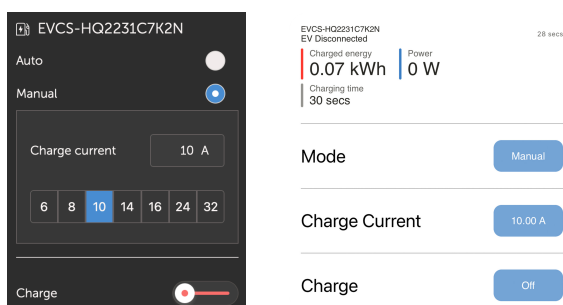 EVCS-HQ2231C7K2N
Auto
Manual
Charge current
10 A
6 8 10 14 16 24 32
Charge
EVCS-HQ2231C7K2N
EV Disconnected
28 secs
Charged energy
0.07 kWh
Power
0 W
Charging time
30 secs
Mode
Manual
Charge Current
10.00 A
Charge
Off